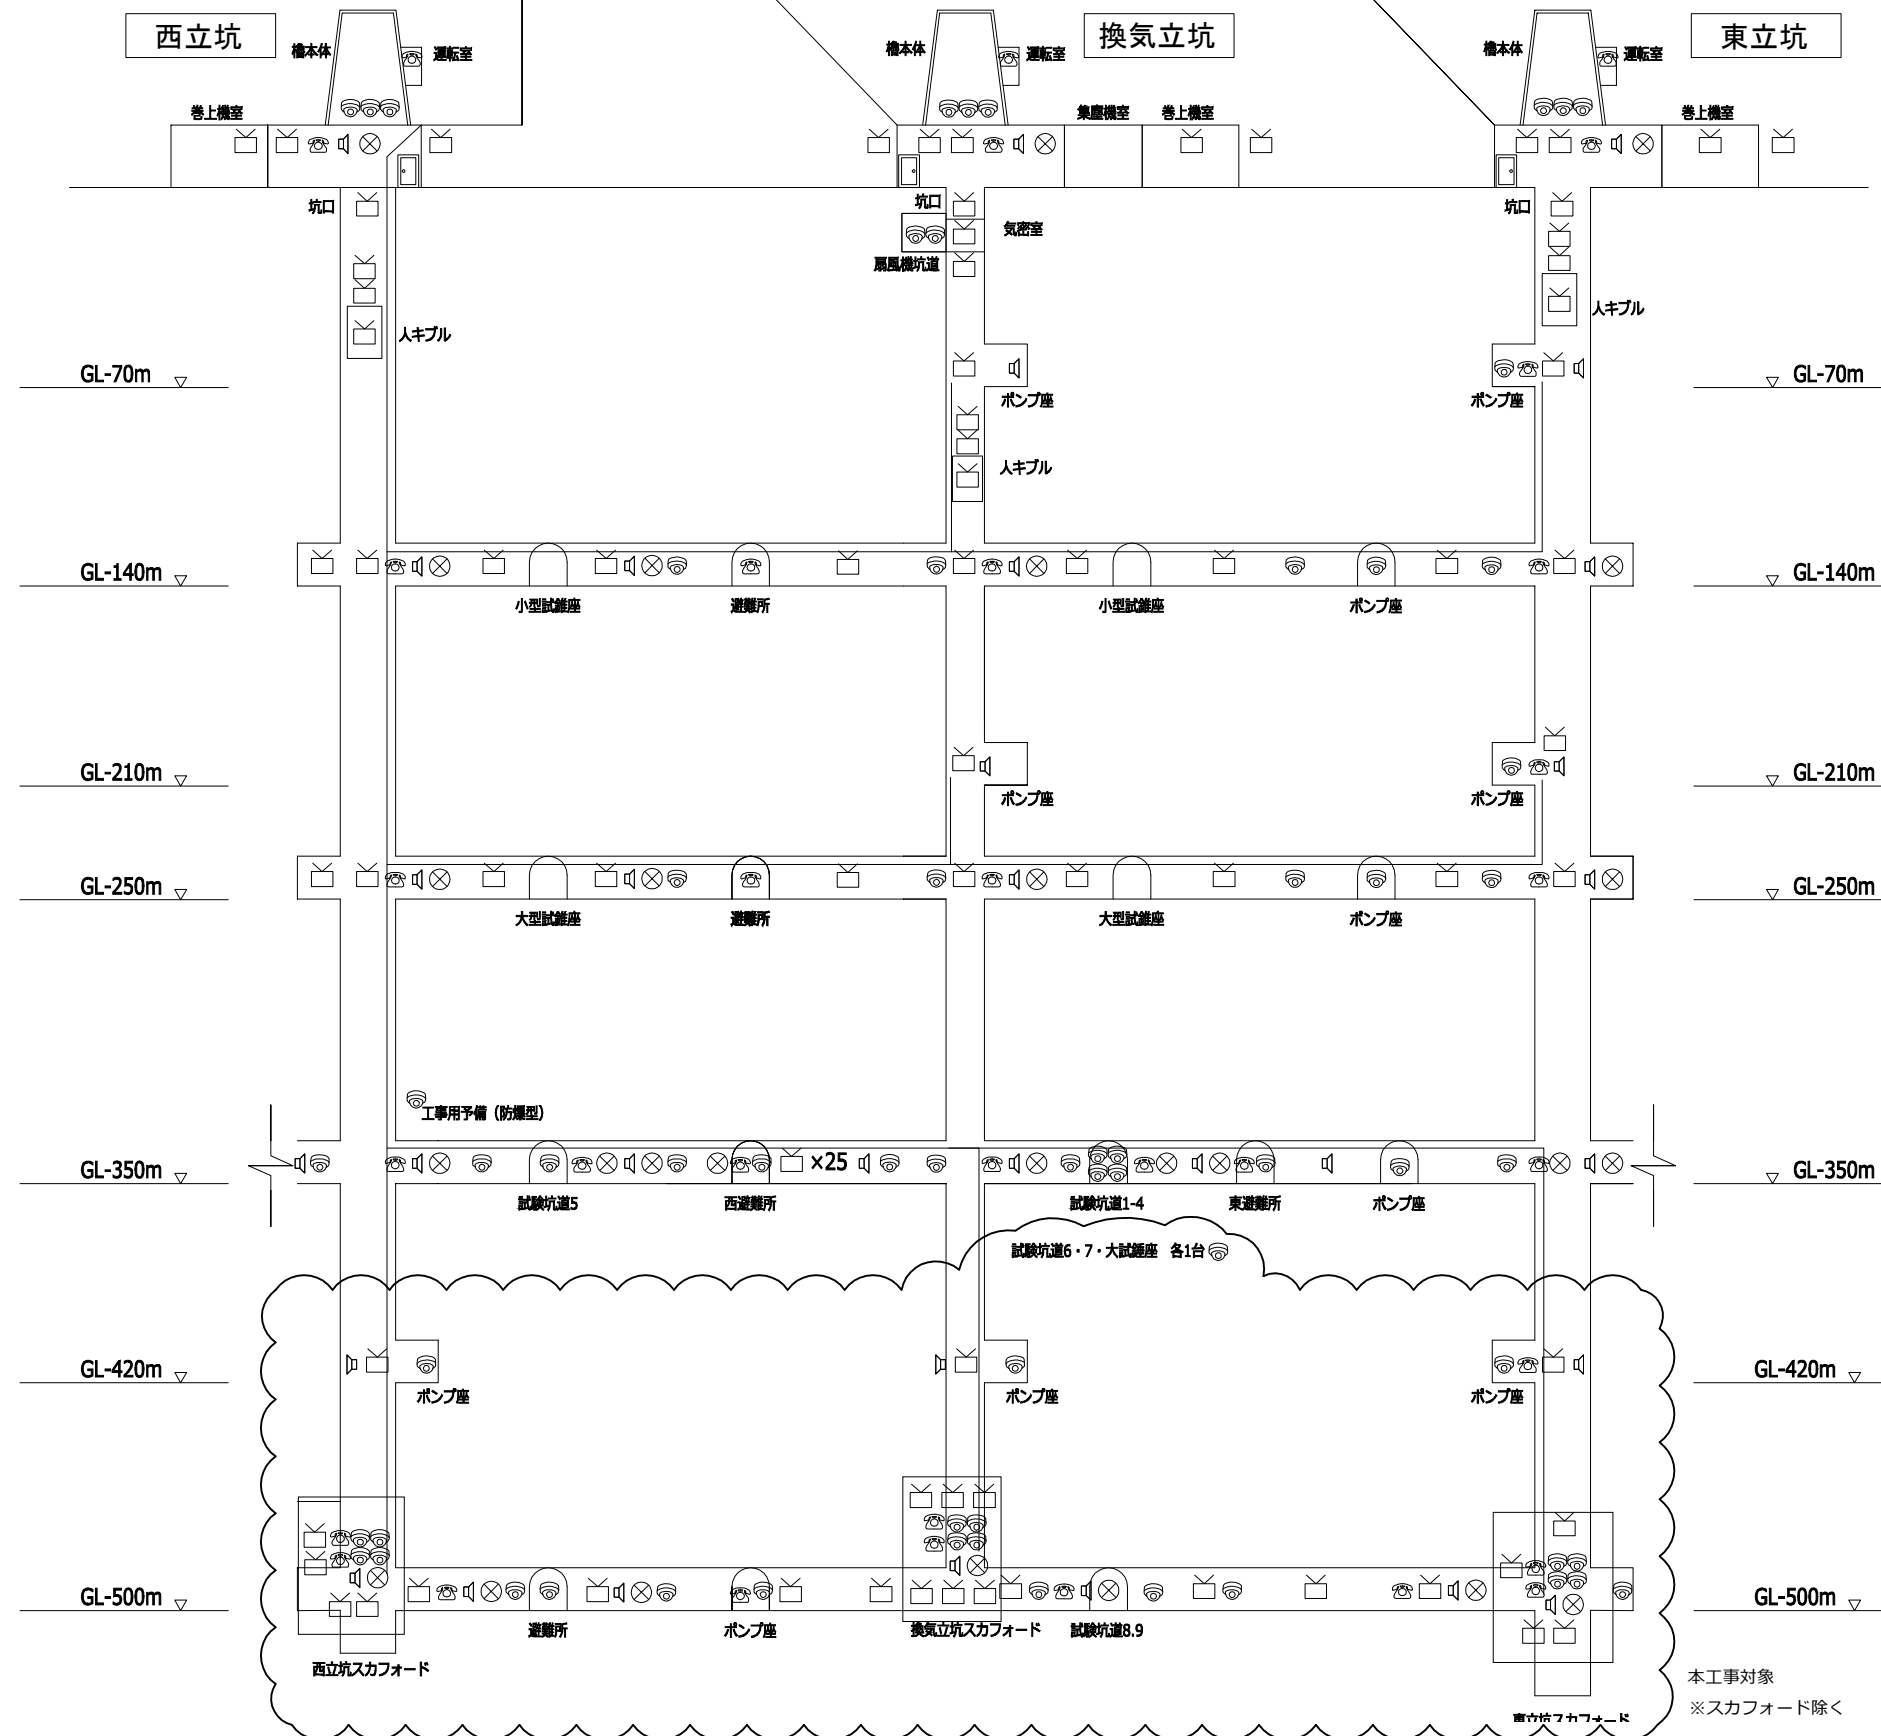 西立坑
換気立坑
東立坑
櫓本体
運転室
櫓本体
運転室
櫓本体
運転室
巻上機室
集塵機室
巻上機室
巻上機室
坑口
坑口
坑口
気密室
扇風機坑道
人キブル
人キブル
GL-70m
GL-70m
ポンプ座
ポンプ座
人キブル
GL-140m
GL-140m
小型試錐座
避難所
小型試錐座
ポンプ座
GL-210m
GL-210m
ポンプ座
ポンプ座
GL-250m
GL-250m
大型試錐座
避難所
大型試錐座
ポンプ座
工事用予備（防爆型）
GL-350m
×25
GL-350m
試験坑道5
西避難所
試験坑道1-4
東避難所
ポンプ座
試験坑道6・7・大試錘座　各1台
GL-420m
GL-420m
ポンプ座
ポンプ座
ポンプ座
GL-500m
GL-500m
避難所
ポンプ座
換気立坑スカフォード
試験坑道8.9
西立坑スカフォード
本工事対象
※スカフォード除く
東立坑スカフォード